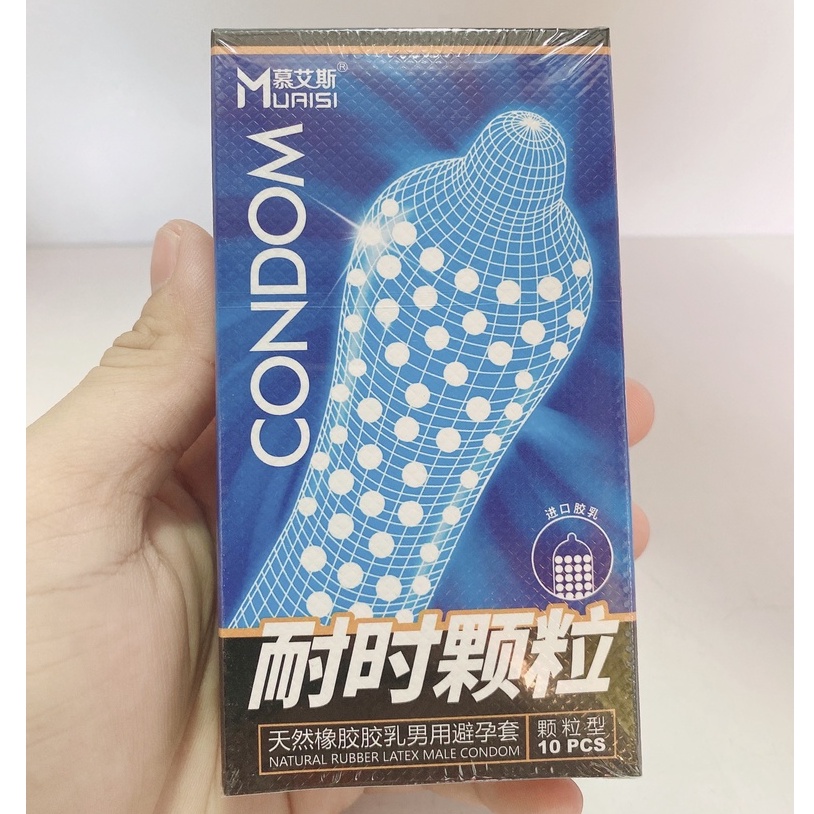 慕艾斯®
MUAISI
CONDOM
进口胶乳
耐时颗粒
天然橡胶胶乳男用避孕套
NATURAL RUBBER LATEX MALE CONDOM
颗粒型
10 PCS